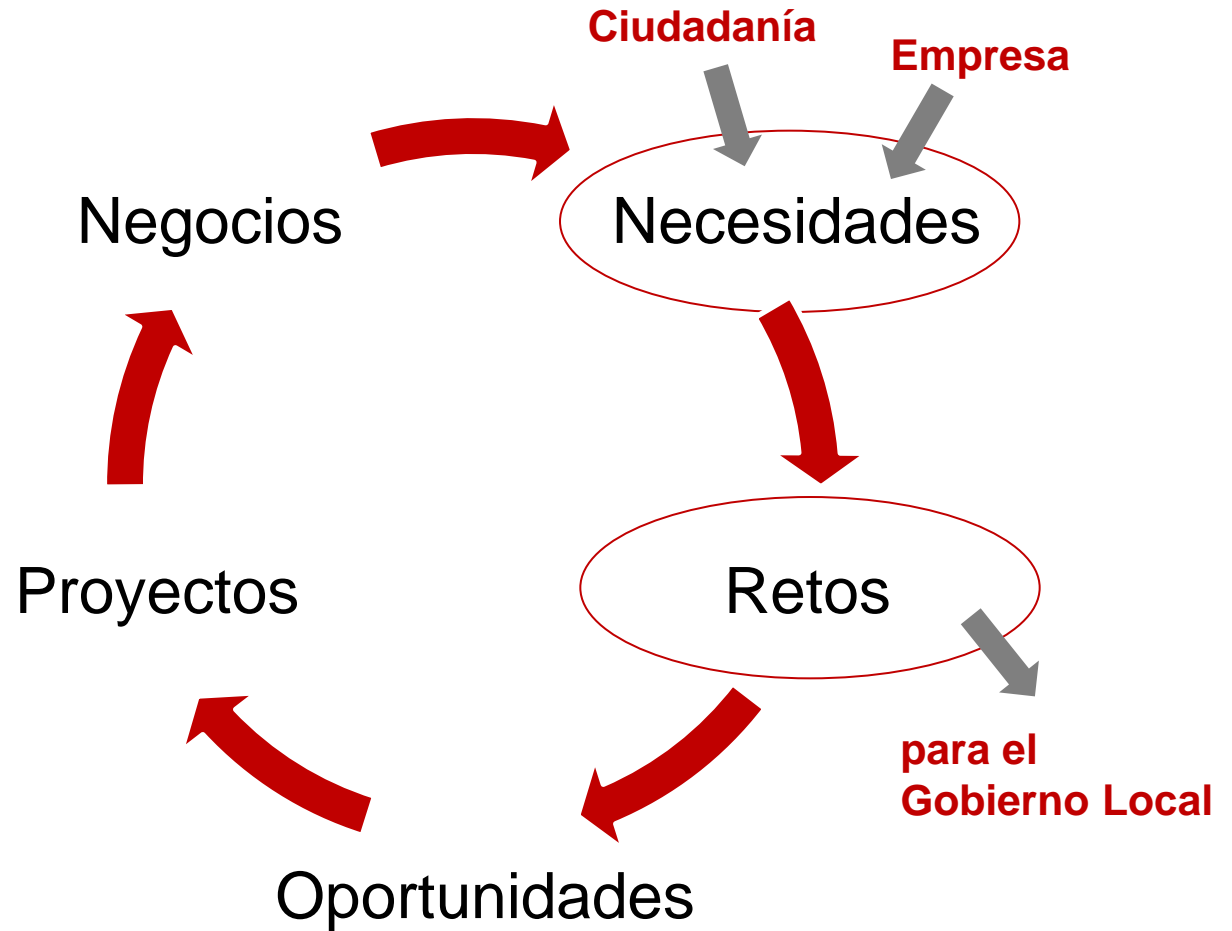 Ciudadanía
Empresa
Negocios
Necesidades
Proyectos
Retos
para el
Gobierno Local
Oportunidades